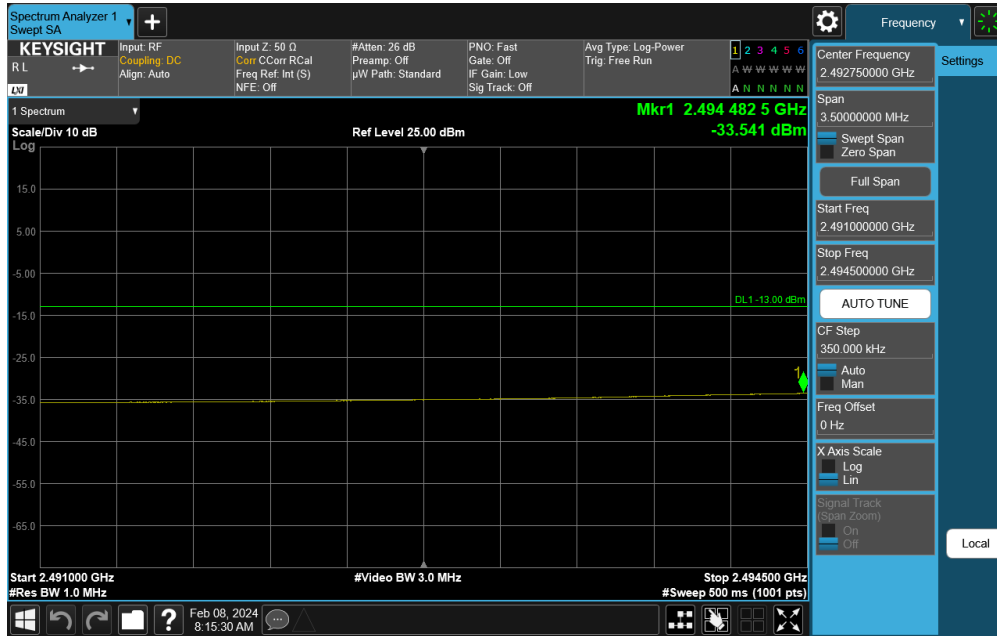 Spectrum Analyzer 1
Swept SA
+
Frequency
KEYSIGHT
R L
LXI
Input: RF
Coupling: DC
Align: Auto
Input Z: 50 Ω
Corr CCorr RCal
Freq Ref: Int (S)
NFE: Off
#Atten: 26 dB
Preamp: Off
µW Path: Standard
PNO: Fast
Gate: Off
IF Gain: Low
Sig Track: Off
Avg Type: Log-Power
Trig: Free Run
1 2 3 4 5 6
A W W W W W
A N N N N N
1 Spectrum
Scale/Div 10 dB
Log
Ref Level 25.00 dBm
Mkr1 2.494 482 5 GHz
-33.541 dBm
15.0
5.00
-5.00
-15.0
-25.0
-35.0
-45.0
-55.0
-65.0
DL1 -13.00 dBm
1
Start 2.491000 GHz
#Res BW 1.0 MHz
#Video BW 3.0 MHz
Stop 2.494500 GHz
#Sweep 500 ms (1001 pts)
Center Frequency
2.492750000 GHz
Span
3.50000000 MHz
Swept Span
Zero Span
Full Span
Start Freq
2.491000000 GHz
Stop Freq
2.494500000 GHz
AUTO TUNE
CF Step
350.000 kHz
Auto
Man
Freq Offset
0 Hz
X Axis Scale
Log
Lin
Signal Track
(Span Zoom)
On
Off
Settings
Local
?
Feb 08, 2024
8:15:30 AM